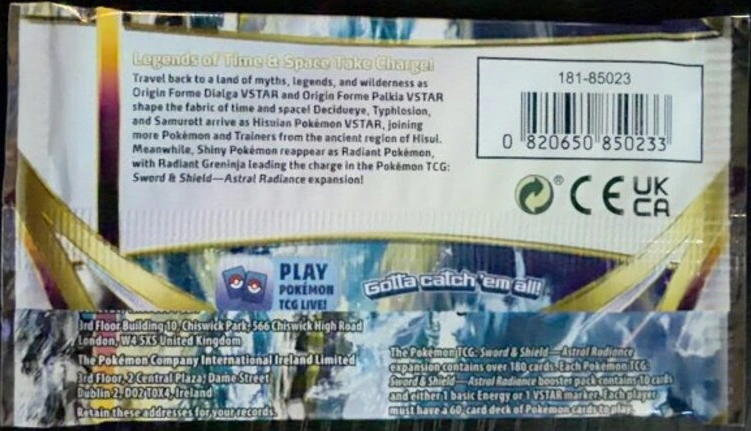 Legends of Time & Space Take Charge!
Travel back to a land of myths, legends, and wilderness as
Origin Forme Dialga VSTAR and Origin Forme Palkia VSTAR
shape the fabric of time and space! Decidueye, Typhlosion,
and Samurott arrive as Hisuian Pokémon VSTAR, joining
more Pokémon and Trainers from the ancient region of Hisui.
Meanwhile, Shiny Pokémon reappear as Radiant Pokémon,
with Radiant Greninja leading the charge in the Pokémon TCG:
Sword & Shield—Astral Radiance expansion!
181-85023
0 820650 850233
CE
UK
CA
PLAY
POKÉMON
TCG LIVE!
Gotta catch 'em all!
3rd Floor Building 10, Chiswick Park, 566 Chiswick High Road
London, W4 5XS United Kingdom
The Pokémon Company International Ireland Limited
3rd Floor, 2 Central Plaza, Dame Street
Dublin 2, D02 T0X4, Ireland
Retain these addresses for your records.
The Pokémon TCG: Sword & Shield—Astral Radiance
expansion contains over 180 cards. Each Pokémon TCG:
Sword & Shield—Astral Radiance booster pack contains 10 cards
and either 1 basic Energy or 1 VSTAR marker. Each player
must have a 60-card deck of Pokémon cards to play.